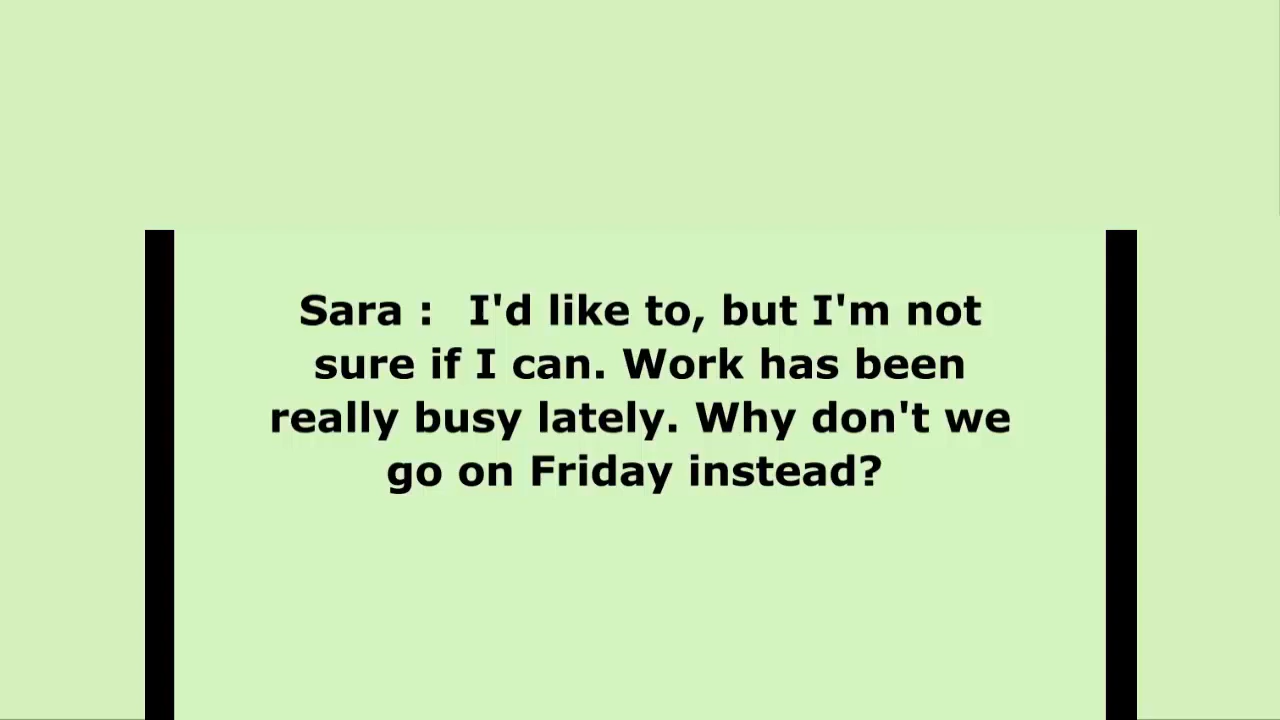 Sara : I'd like to, but I'm not
sure if I can. Work has been
really busy lately. Why don't we
go on Friday instead?